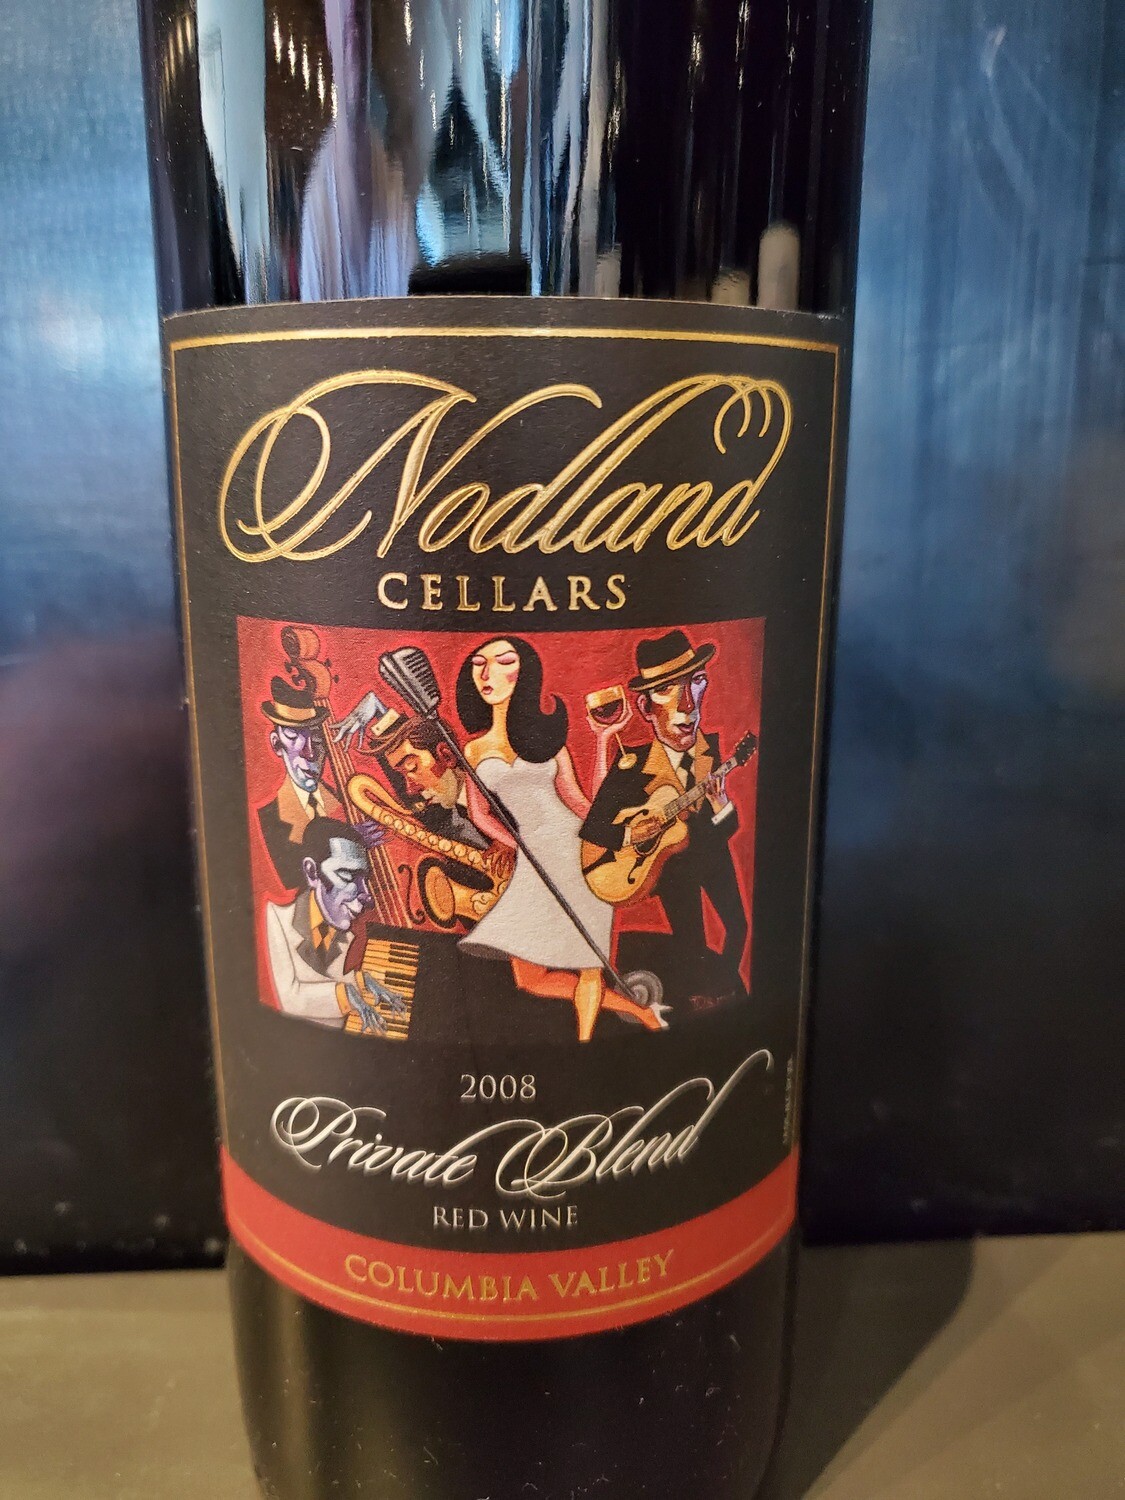 Nodland
CELLARS
2008
Private Blend
RED WINE
COLUMBIA VALLEY